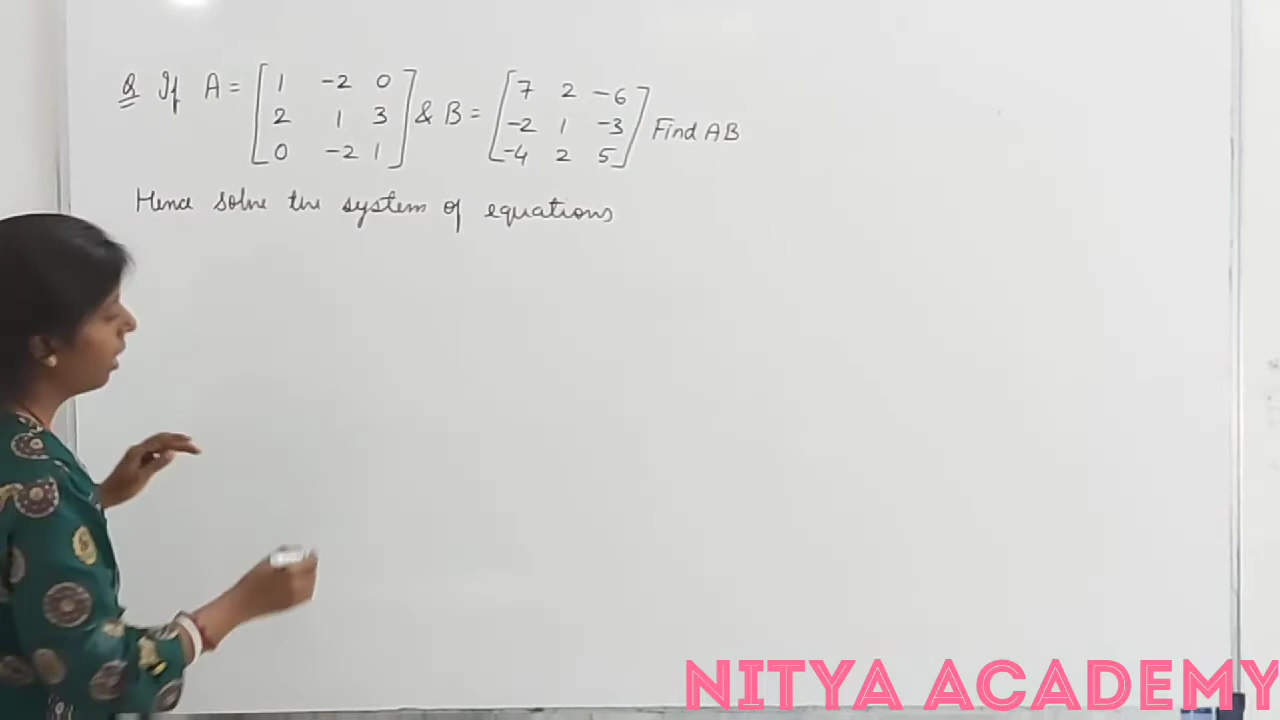 Q If A = [1 -2 0 & B = [7 2 -6
2 1 3 -2 1 -3 Find AB
0 -2 1] -4 2 5]
Hence solve the system of equations
NITYA ACADEMY